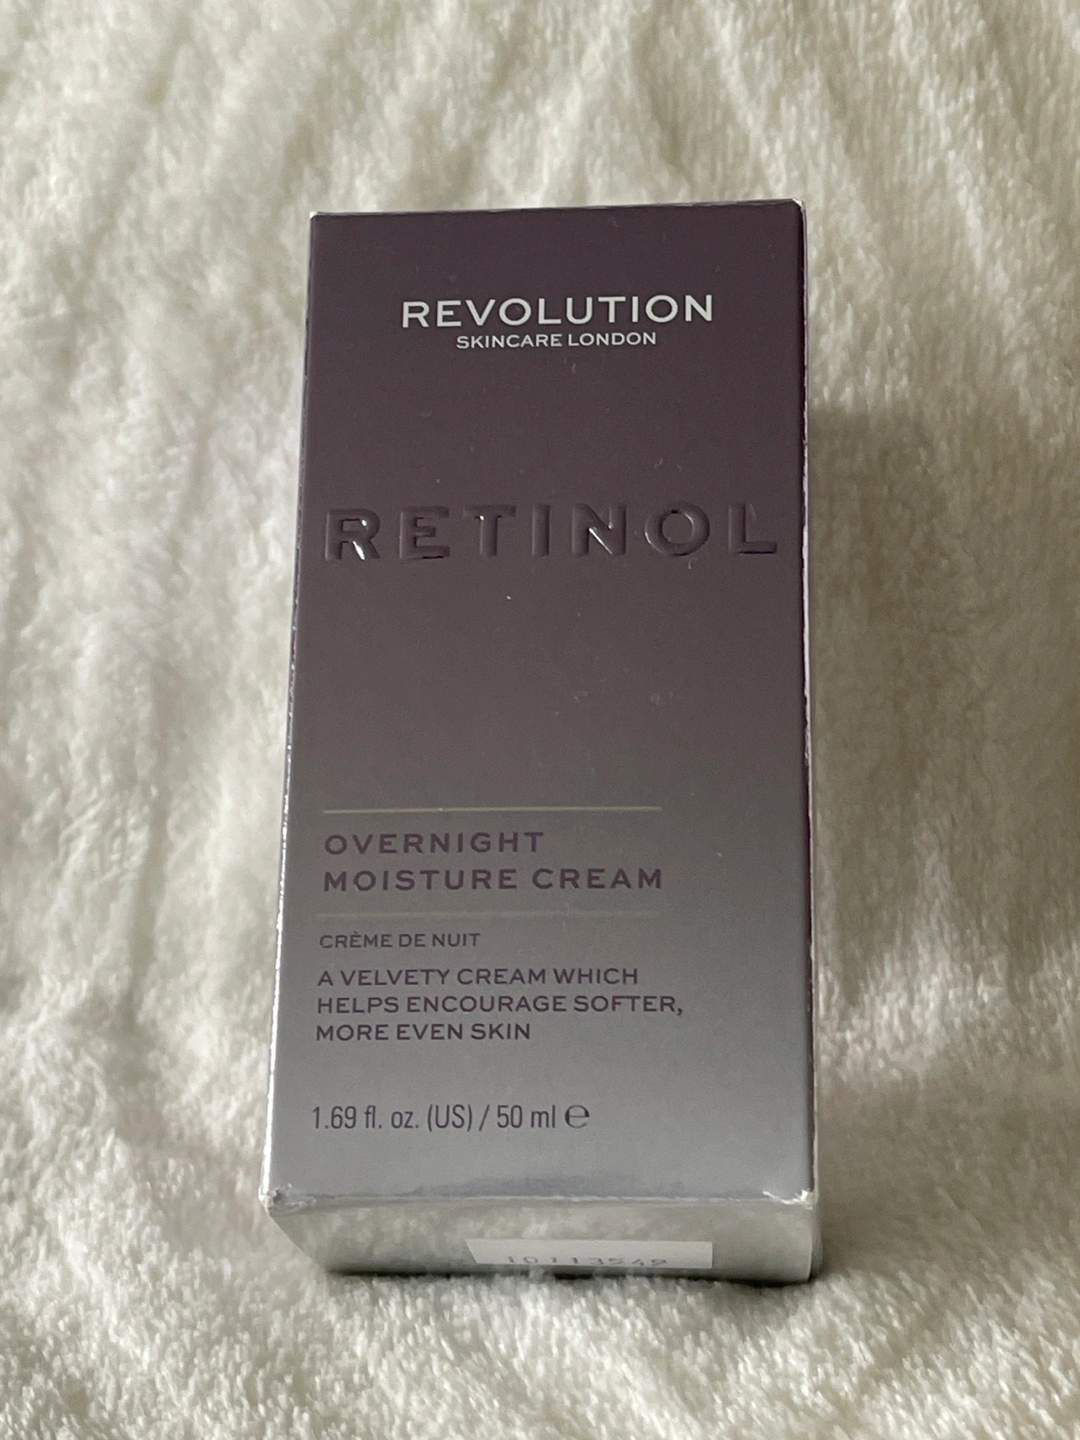 REVOLUTION
SKINCARE LONDON
RETINOL
OVERNIGHT
MOISTURE CREAM
CRÈME DE NUIT
A VELVETY CREAM WHICH
HELPS ENCOURAGE SOFTER,
MORE EVEN SKIN
1.69 fl. oz. (US) / 50 ml ℮